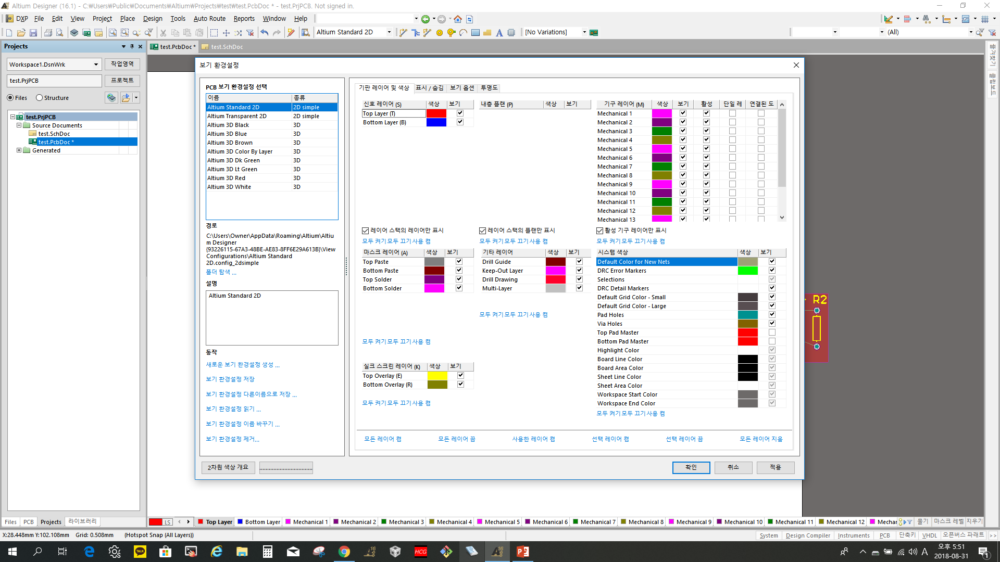 Altium Designer (16.1) - C:₩Users₩Public₩Documents₩Altium₩Projects₩test₩test.PcbDoc * - test.PrjPCB. Not signed in.
DXP File Edit View Project Place Design Tools Auto Route Reports Window Help
Altium Standard 2D [No Variations] (All)
Projects
test.PcbDoc * test.SchDoc
Workspace1.DsnWrk 작업영역
test.PrjPCB 프로젝트
Files Structure
test.PrjPCB
Source Documents
test.SchDoc
test.PcbDoc *
Generated
보기 환경설정
PCB 보기 환경설정 선택
이름 종류
Altium Standard 2D 2D simple
Altium Transparent 2D 2D simple
Altium 3D Black 3D
Altium 3D Blue 3D
Altium 3D Brown 3D
Altium 3D Color By Layer 3D
Altium 3D Dk Green 3D
Altium 3D Lt Green 3D
Altium 3D Red 3D
Altium 3D White 3D
경로
C:\Users\Owner\AppData\Roaming\Altium\Altiu
m Designer
{93226115-67A3-48BE-AE83-8FF6E29A613B}\View
Configurations\Altium Standard
2D.config_2dsimple
폴더 탐색 ...
설명
Altium Standard 2D
동작
새로운 보기 환경설정 생성 ...
보기 환경설정 저장
보기 환경설정 다른이름으로 저장 ...
보기 환경설정 읽기 ...
보기 환경설정 이름 바꾸기 ...
보기 환경설정 제거...
2차원 색상 개요 ..................................
기판 레이어 및 색상 표시 / 숨김 보기 옵션 투명도
신호 레이어 (S) 색상 보기
Top Layer (T)
Bottom Layer (B)
내층 플랜 (P) 색상 보기
기구 레이어 (M) 색상 보기 활성 단일 레 연결된 도
Mechanical 1
Mechanical 2
Mechanical 3
Mechanical 4
Mechanical 5
Mechanical 6
Mechanical 7
Mechanical 8
Mechanical 9
Mechanical 10
Mechanical 11
Mechanical 12
Mechanical 13
레이어 스택의 레이어만 표시 레이어 스택의 플랜만 표시 활성 기구 레이어만 표시
모두 켜기 모두 끄기 사용 켬 모두 켜기 모두 끄기 사용 켬 모두 켜기 모두 끄기 사용 켬
마스크 레이어 (A) 색상 보기
Top Paste
Bottom Paste
Top Solder
Bottom Solder
모두 켜기 모두 끄기 사용 켬
기타 레이어 색상 보기
Drill Guide
Keep-Out Layer
Drill Drawing
Multi-Layer
모두 켜기 모두 끄기 사용 켬
실크 스크린 레이어 (K) 색상 보기
Top Overlay (E)
Bottom Overlay (R)
모두 켜기 모두 끄기 사용 켬
시스템 색상 색상 보기
Default Color for New Nets
DRC Error Markers
Selections
DRC Detail Markers
Default Grid Color - Small
Default Grid Color - Large
Pad Holes
Via Holes
Top Pad Master
Bottom Pad Master
Highlight Color
Board Line Color
Board Area Color
Sheet Line Color
Sheet Area Color
Workspace Start Color
Workspace End Color
모두 켜기 모두 끄기 사용 켬
모든 레이어 켬 모든 레이어 끔 사용한 레이어 켬 선택 레이어 켬 선택 레이어 끔 모든 레이어 지움
확인 취소 적용
R2
즐겨찾기
클립보드
Files PCB Projects 라이브러리
LS Top Layer Bottom Layer Mechanical 1 Mechanical 2 Mechanical 3 Mechanical 4 Mechanical 5 Mechanical 6 Mechanical 7 Mechanical 8 Mechanical 9 Mechanical 10 Mechanical 11 Mechanical 12 Mechar 풀기 마스크 레벨 지우기
X:28.448mm Y:102.108mm Grid: 0.508mm (Hotspot Snap (All Layers))
System Design Compiler Instruments PCB 단축키 VHDL 오픈버스 파래트 >>
TALK
HCG
A 오후 5:51
2018-08-31
1